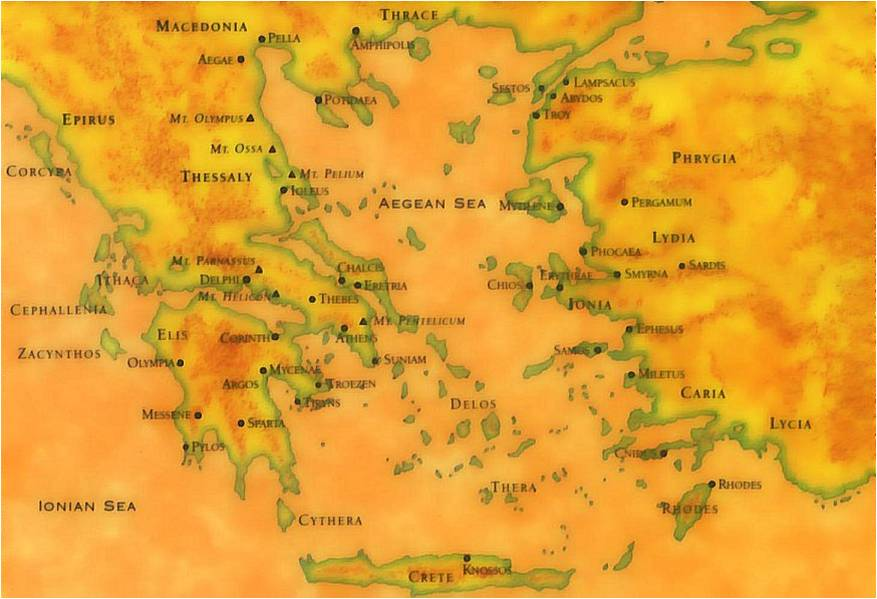 THRACE
MACEDONIA
PELLA
AMPHIPOLIS
AEGAE
SESTOS
LAMPSACUS
ABYDOS
POTIDAEA
TROY
EPIRUS
MT. OLYMPUS
MT. OSSA
PHRYGIA
CORCYRA
THESSALY
MT. PELIUM
IOLEUS
AEGEAN SEA
MYTILENE
PERGAMUM
LYDIA
PHOCAEA
MT. PARNASSUS
CHALCIS
SARDIS
ITHACA
DELPHI
ERETRIA
ERYTHEAE
SMYRNA
CHIOS
MT. HELICON
THEBES
IONIA
CEPHALLENIA
MT. PENTELICUM
ELIS
CORINTH
ATHENS
EPHESUS
ZACYNTHOS
SAMOS
OLYMPIA
SUNIAM
MYCENAE
MILETUS
ARGOS
TROEZEN
CARIA
TIRYNS
DELOS
MESSENE
SPARTA
LYCIA
PYLOS
CNIDUS
THERA
RHODES
IONIAN SEA
RHODES
CYTHERA
KNOSSOS
CRETE